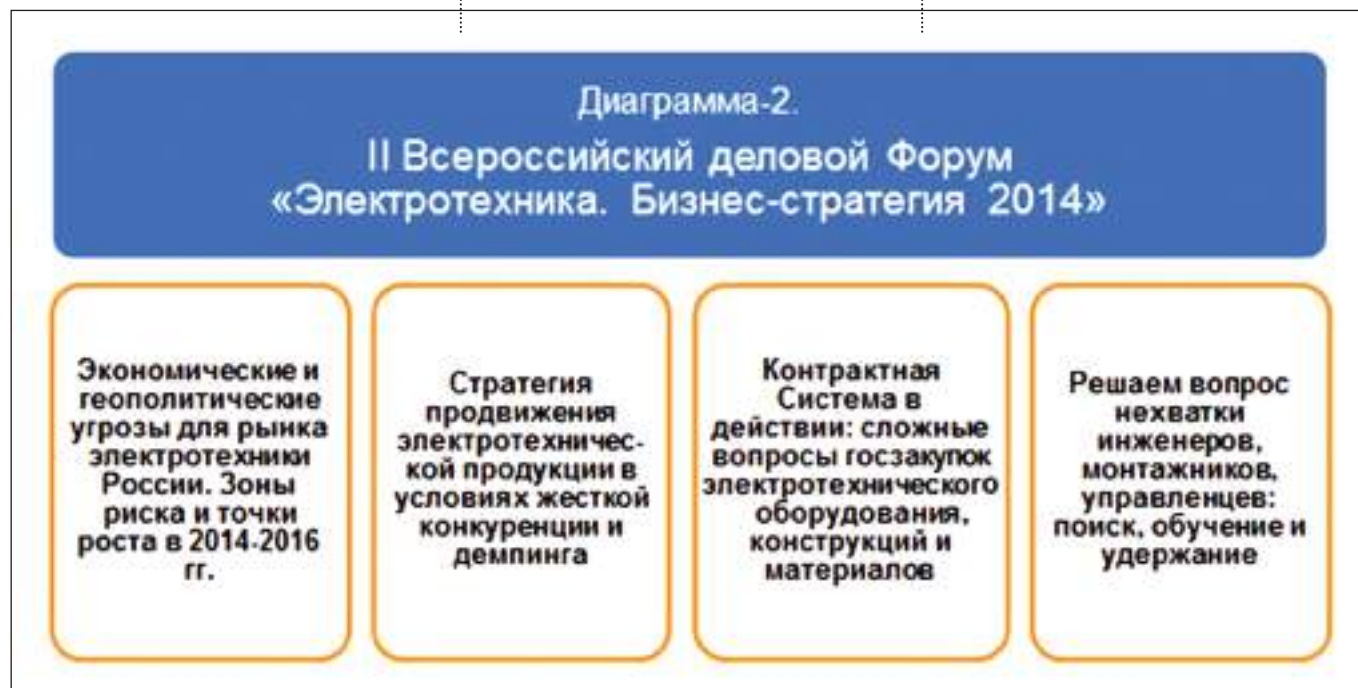 Диаграмма-2.
II Всероссийский деловой Форум
«Электротехника. Бизнес-стратегия 2014»
Экономические и
геополитические
угрозы для рынка
электротехники
России. Зоны
риска и точки
роста в 2014-2016
гг.
Стратегия
продвижения
электротехничес-
кой продукции в
условиях жесткой
конкуренции и
демпинга
Контрактная
Система в
действии: сложные
вопросы госзакупок
электротехнического
оборудования,
конструкций и
материалов
Решаем вопрос
нехватки
инженеров,
монтажников,
управленцев:
поиск, обучение и
удержание